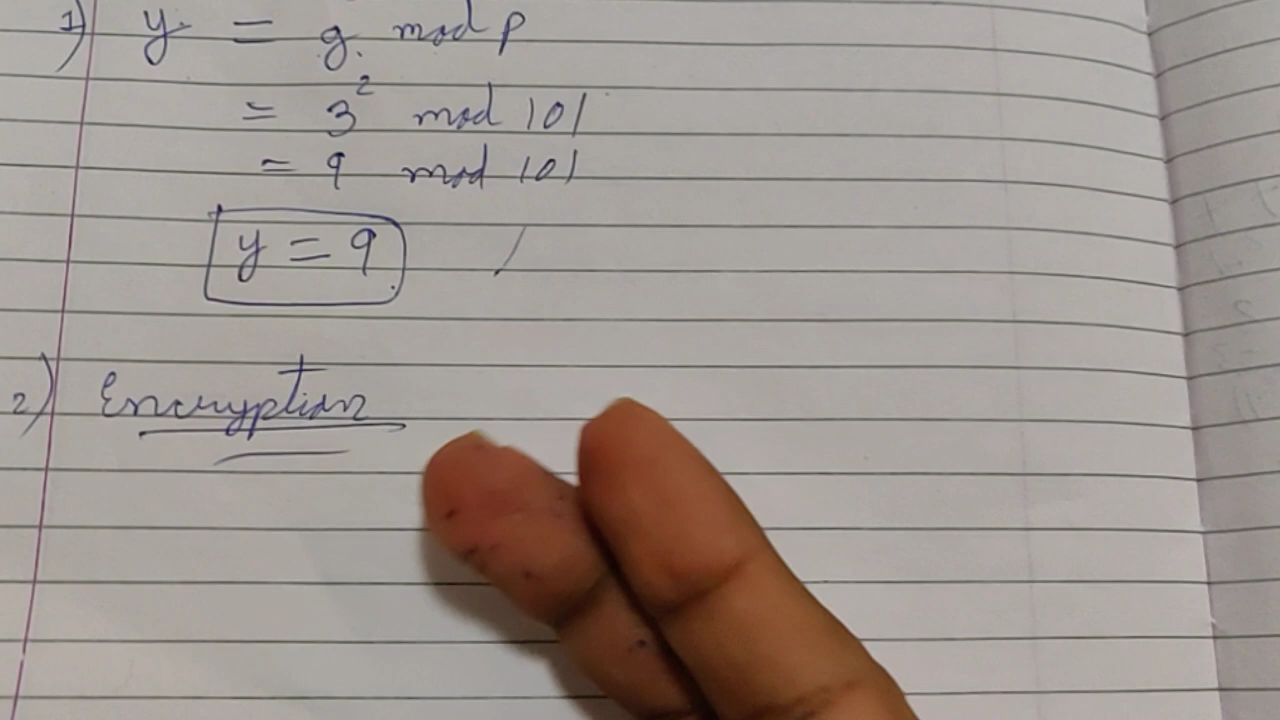 1) y = g. mod p
= 3² mod 101
= 9 mod 101
y = 9
2) Encryption